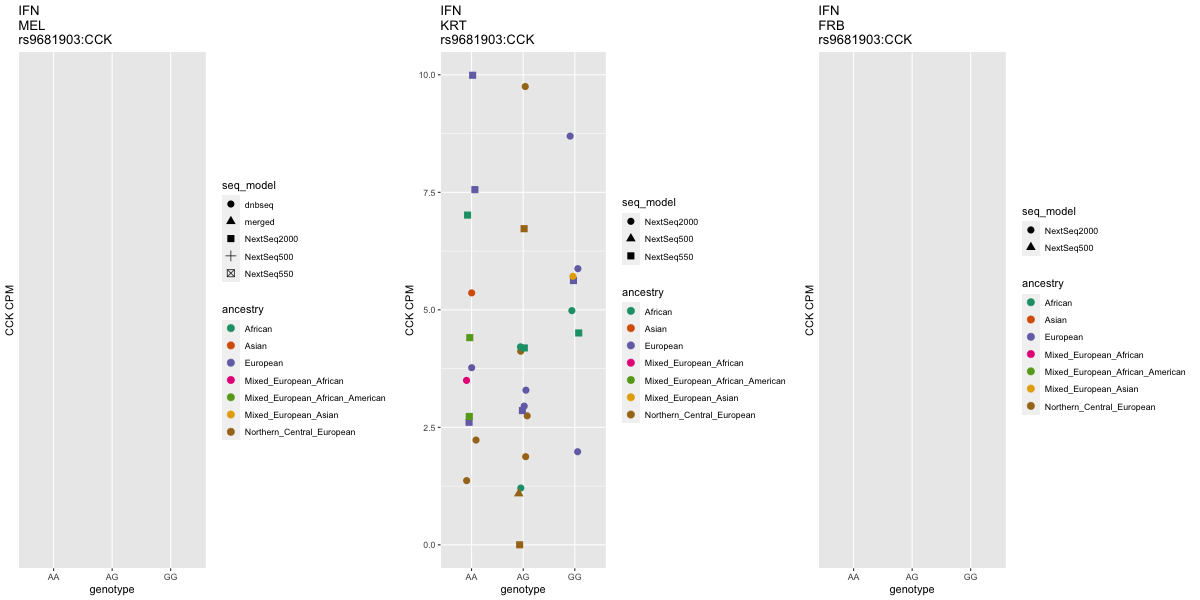 IFN
MEL
rs9681903:CCK
CCK CPM
AA
AG
GG
genotype
seq_model
dnbseq
merged
NextSeq2000
NextSeq500
NextSeq550
ancestry
African
Asian
European
Mixed_European_African
Mixed_European_African_American
Mixed_European_Asian
Northern_Central_European
IFN
KRT
rs9681903:CCK
CCK CPM
10.0
7.5
5.0
2.5
0.0
AA
AG
GG
genotype
seq_model
NextSeq2000
NextSeq500
NextSeq550
ancestry
African
Asian
European
Mixed_European_African
Mixed_European_African_American
Mixed_European_Asian
Northern_Central_European
IFN
FRB
rs9681903:CCK
CCK CPM
AA
AG
GG
genotype
seq_model
NextSeq2000
NextSeq500
ancestry
African
Asian
European
Mixed_European_African
Mixed_European_African_American
Mixed_European_Asian
Northern_Central_European